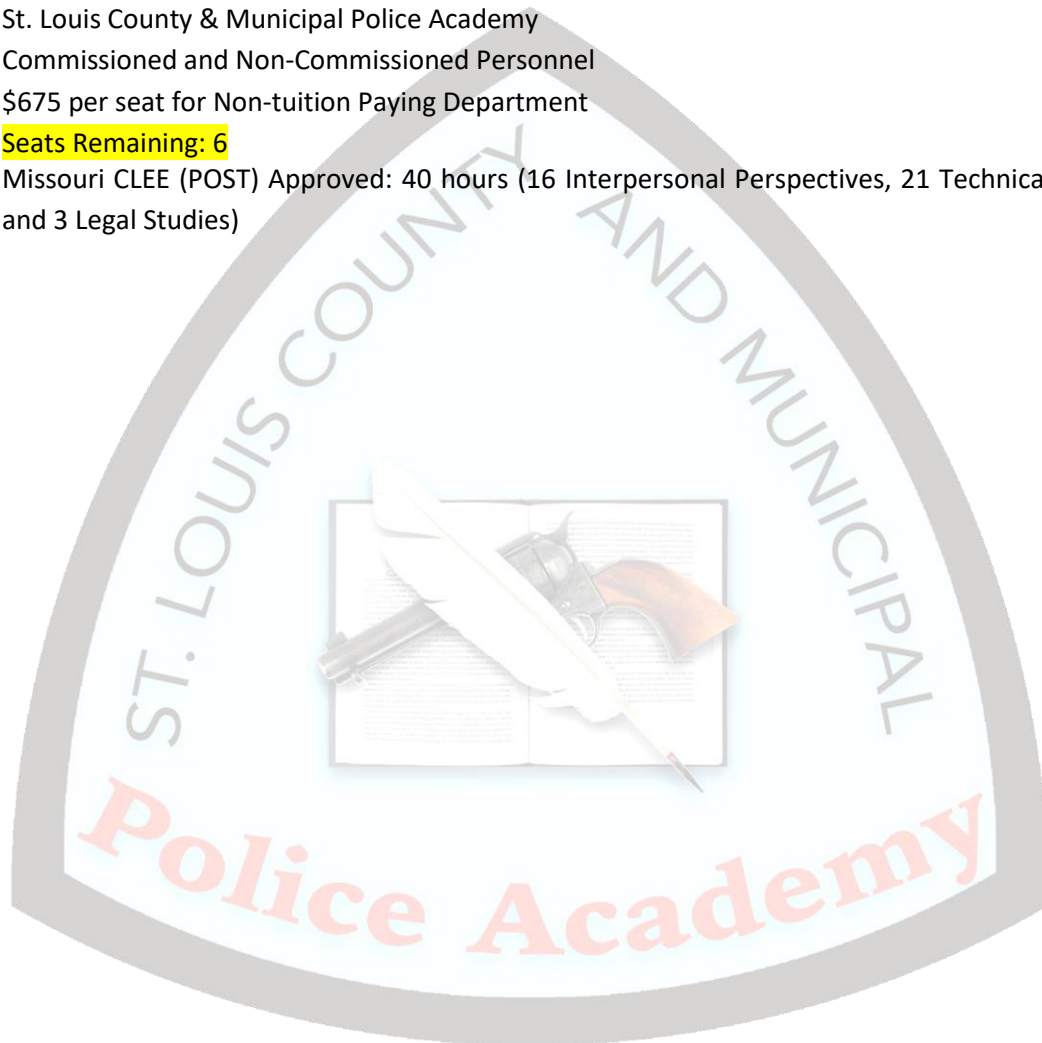 St. Louis County & Municipal Police Academy
Commissioned and Non-Commissioned Personnel
$675 per seat for Non-tuition Paying Department
Seats Remaining: 6
Missouri CLEE (POST) Approved: 40 hours (16 Interpersonal Perspectives, 21 Technica
and 3 Legal Studies)
ST. LOUIS COUNTY AND MUNICIPAL
Police Academy